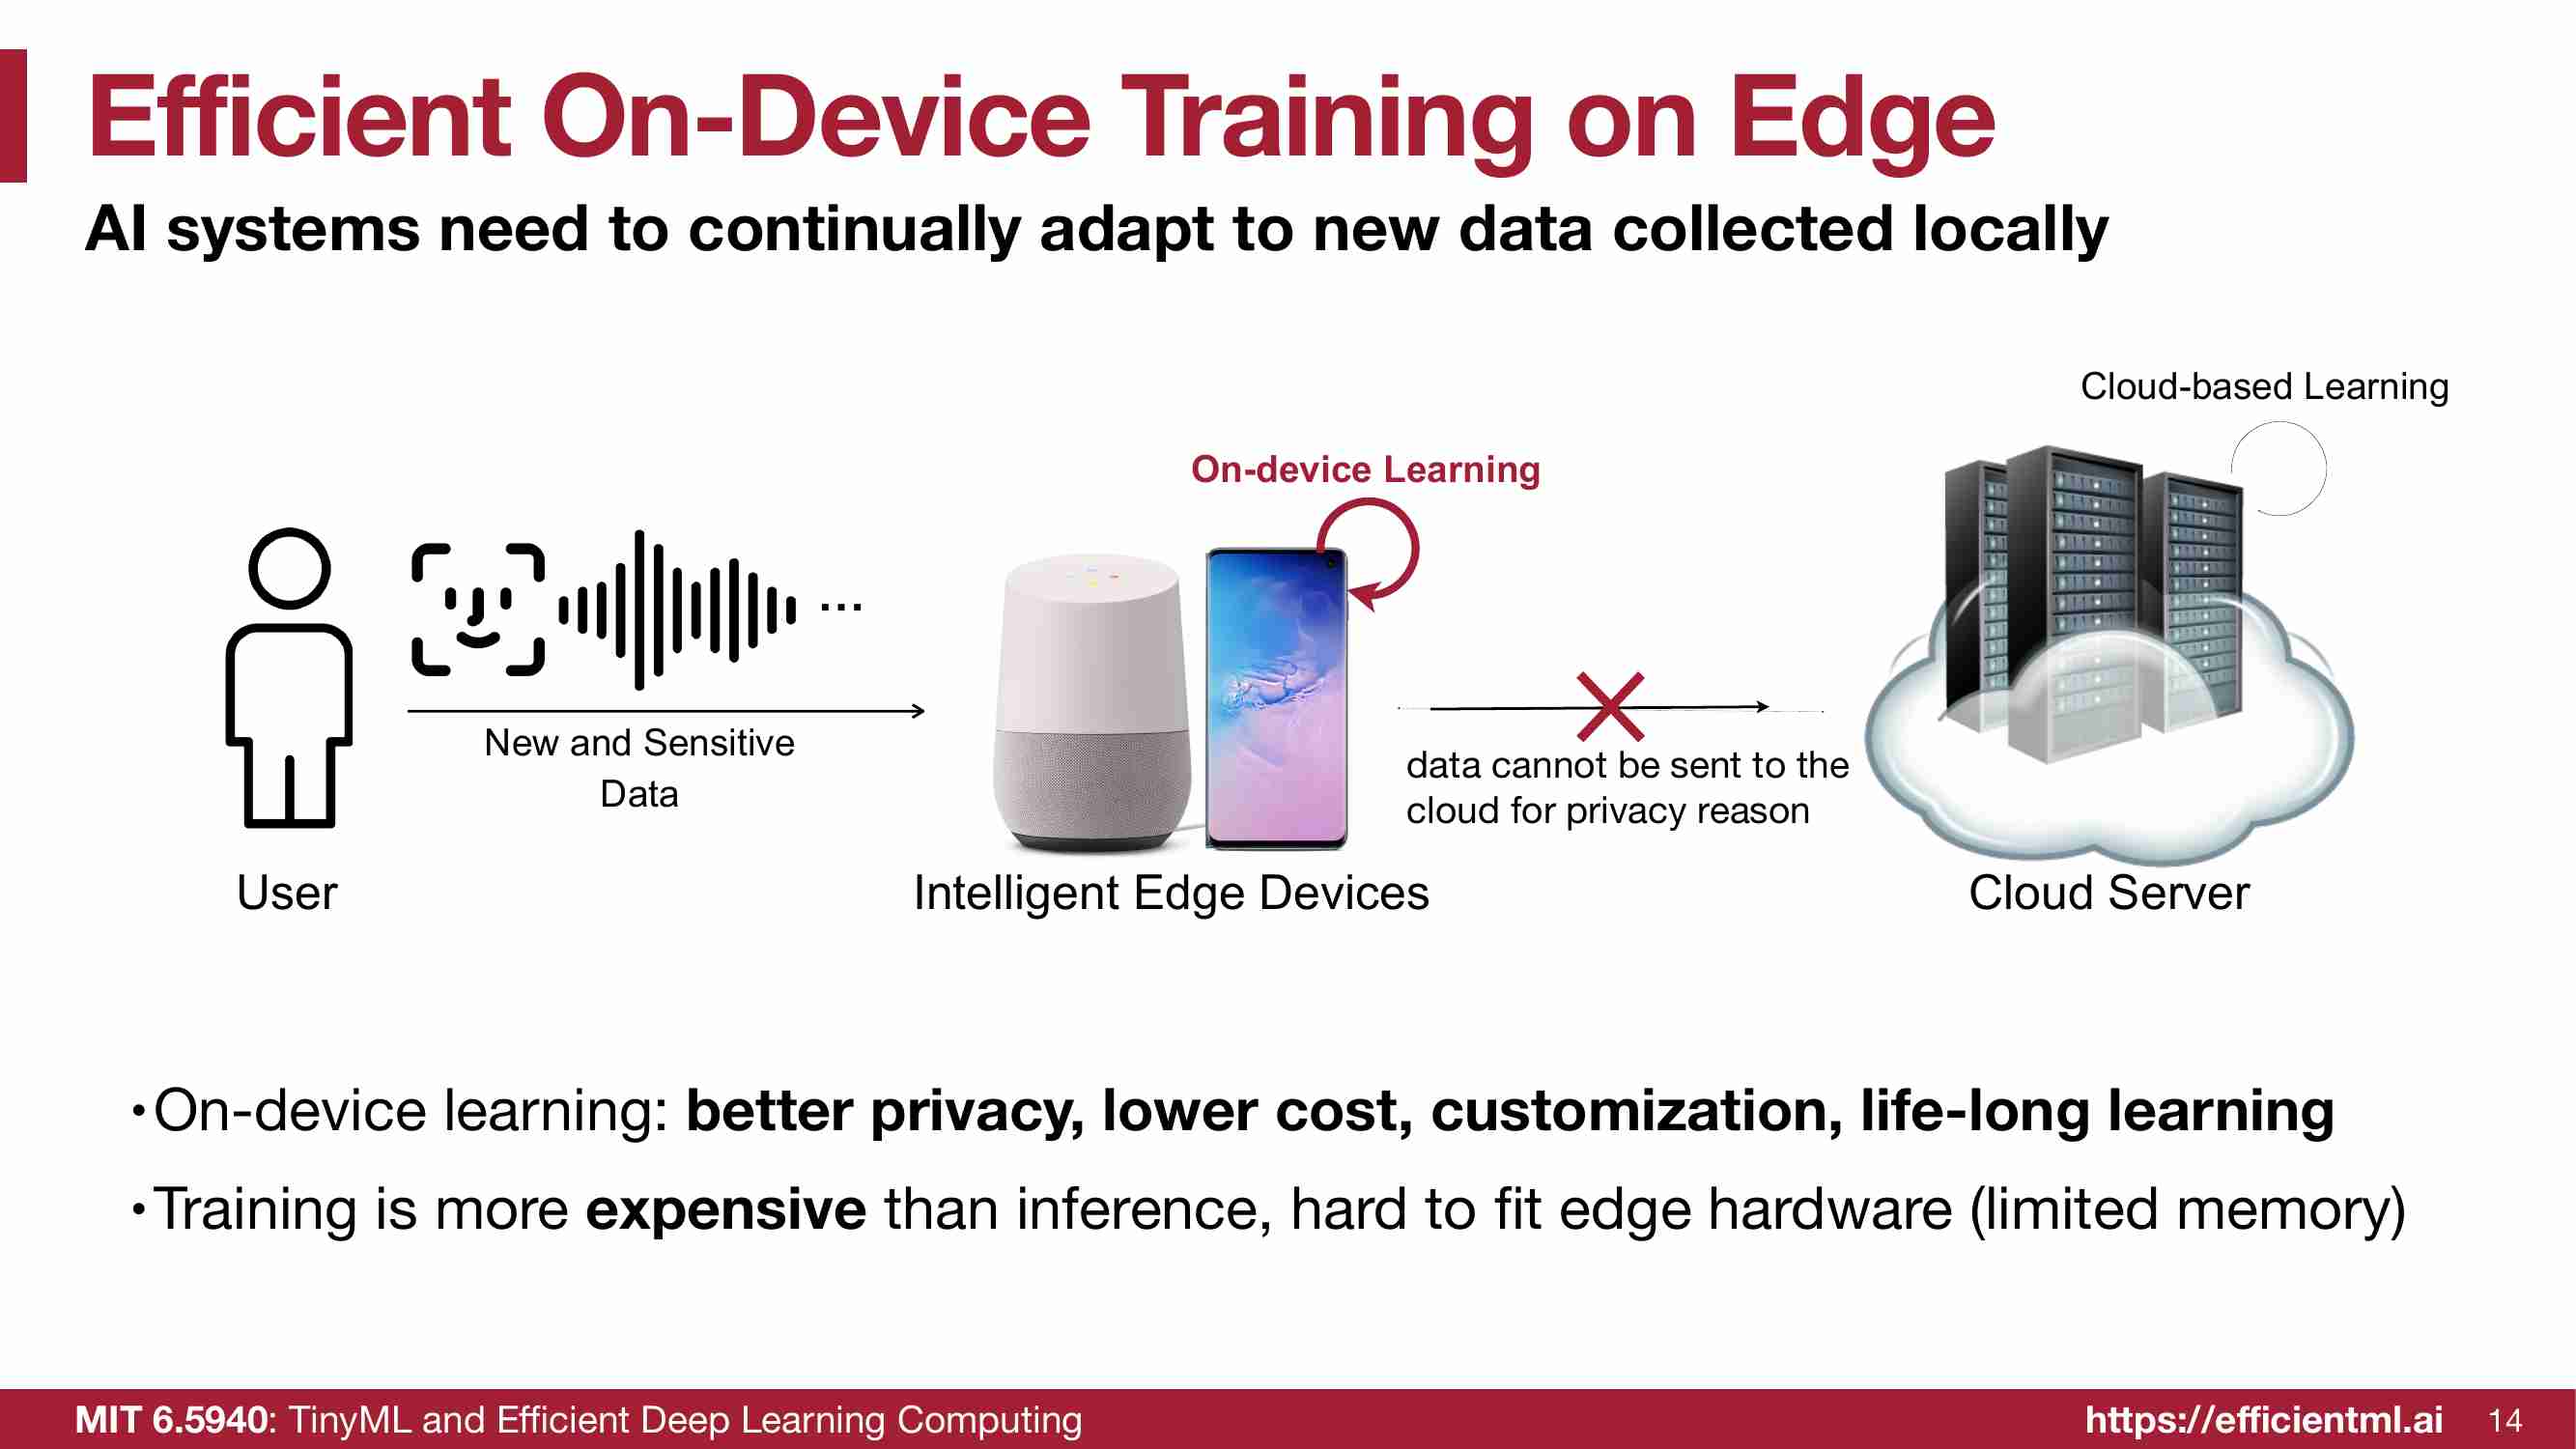 Efficient On-Device Training on Edge
AI systems need to continually adapt to new data collected locally
Cloud-based Learning
On-device Learning
...
New and Sensitive
Data
data cannot be sent to the
cloud for privacy reason
User
Intelligent Edge Devices
Cloud Server
•On-device learning: better privacy, lower cost, customization, life-long learning
•Training is more expensive than inference, hard to fit edge hardware (limited memory)
MIT 6.5940: TinyML and Efficient Deep Learning Computing
https://efficientml.ai
14